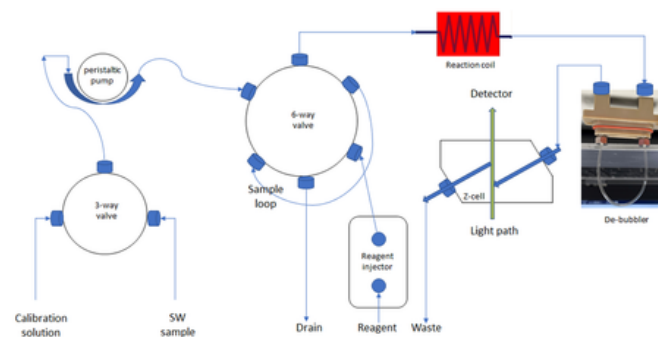 peristaltic
pump
6-way
valve
Reaction coil
Detector
Z-cell
Light path
De-bubbler
3-way
valve
Sample
loop
Reagent
injector
Calibration
solution
SW
sample
Drain
Reagent
Waste